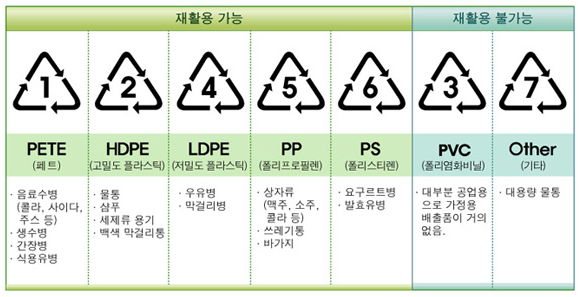 재활용 가능
재활용 불가능
1
2
4
5
6
3
7
PETE
(페트)
HDPE
(고밀도 플라스틱)
LDPE
(저밀도 플라스틱)
PP
(폴리프로필렌)
PS
(폴리스티렌)
PVC
(폴리염화비닐)
Other
(기타)
· 음료수병
(콜라, 사이다,
주스 등)
· 생수병
· 간장병
· 식용유병
· 물통
· 샴푸
· 세제류 용기
· 백색 막걸리통
· 우유병
· 막걸리병
· 상자류
(맥주, 소주,
콜라 등)
· 쓰레기통
· 바가지
· 요구르트병
· 발효유병
· 대부분 공업용
으로 가정용
배출품이 거의
없음.
· 대용량 물통